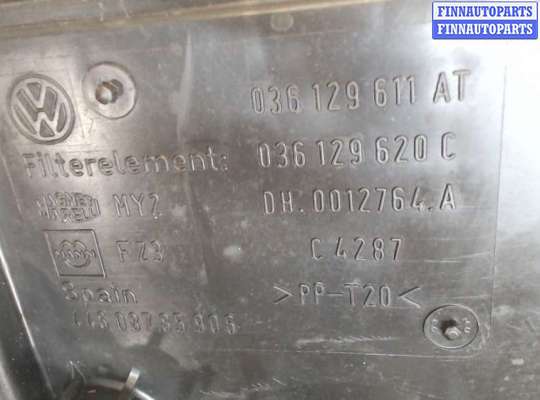 FINNAUTOPARTS
FINNAUTOPARTS
036 129 611 AT
Filterelement: 036 129 620 C
MAGNETI MARELLI MY2 DH.0012764.A
FZ3 C 4287
Spain >PP-T20<